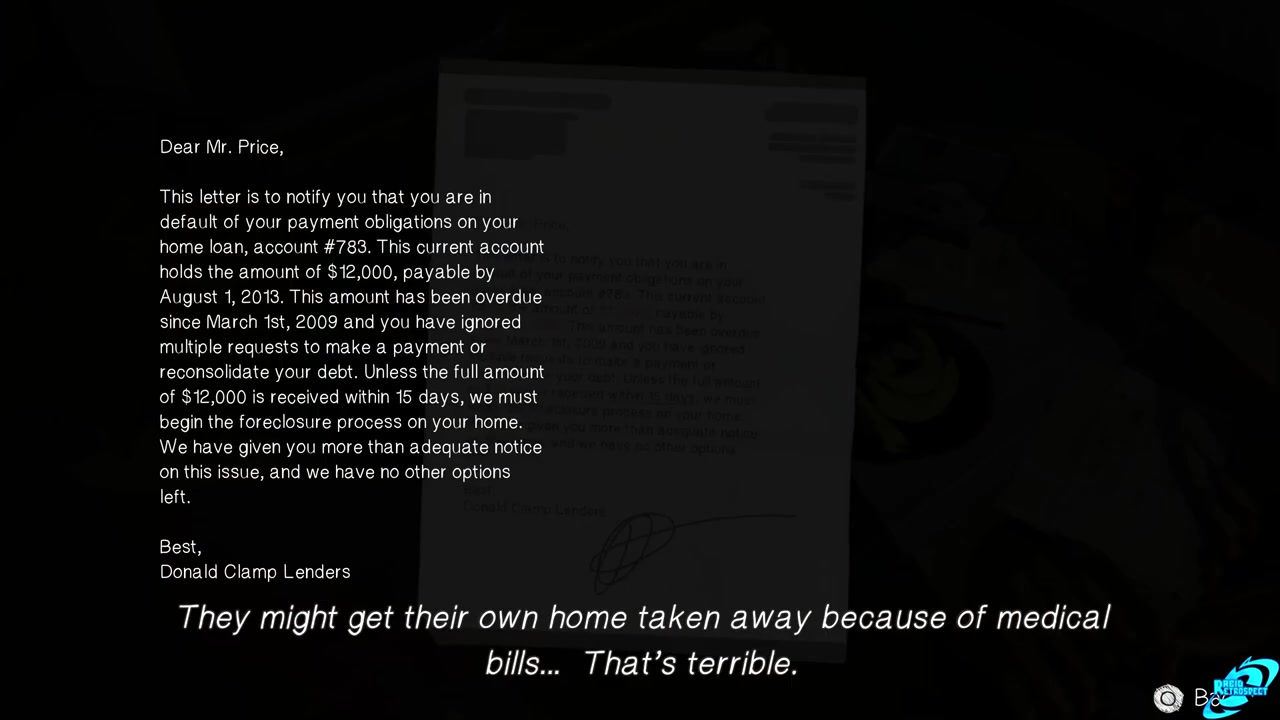 Dear Mr. Price,
This letter is to notify you that you are in
default of your payment obligations on your
home loan, account #783. This current account
holds the amount of $12,000, payable by
August 1, 2013. This amount has been overdue
since March 1st, 2009 and you have ignored
multiple requests to make a payment or
reconsolidate your debt. Unless the full amount
of $12,000 is received within 15 days, we must
begin the foreclosure process on your home.
We have given you more than adequate notice
on this issue, and we have no other options
left.
Best,
Donald Clamp Lenders
They might get their own home taken away because of medical
bills... That's terrible.
RETROSPECT